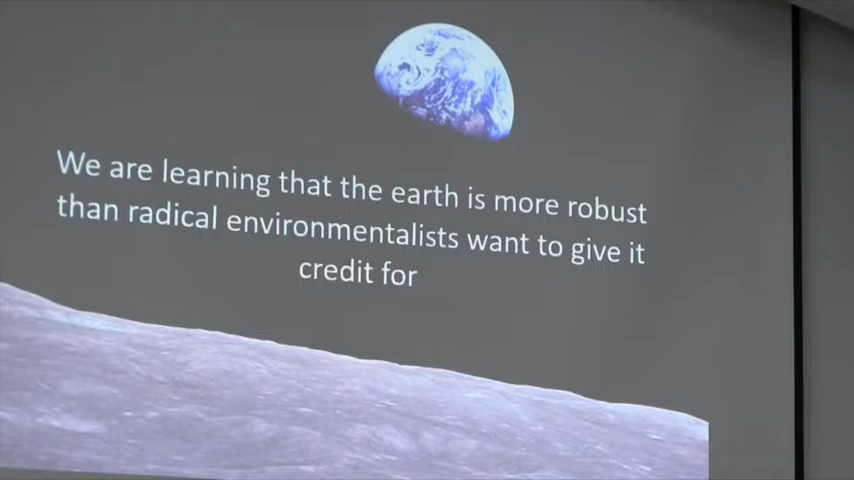 We are learning that the earth is more robust
than radical environmentalists want to give it
credit for